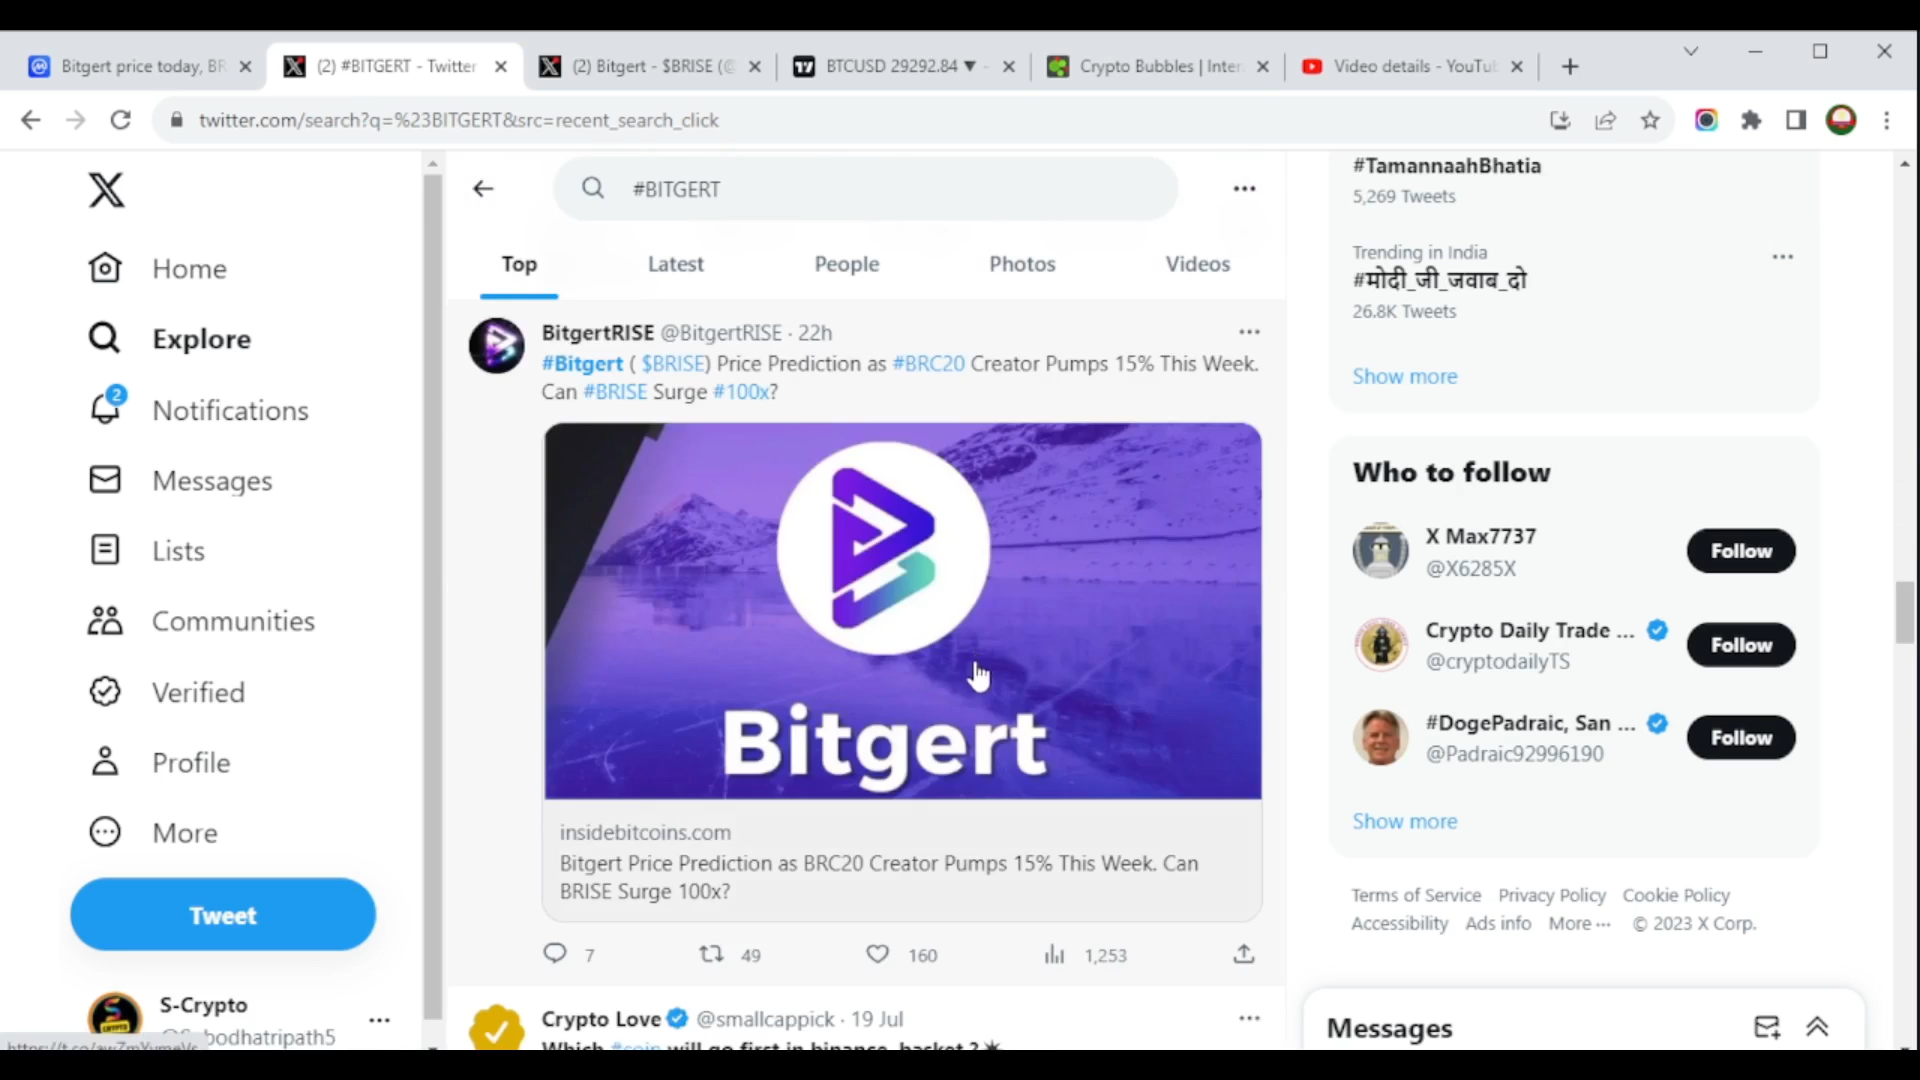 Bitgert price today, BR
(2) #BITGERT - Twitter
(2) Bitgert - $BRISE (@
BTCUSD 29292.84 ▼ -
Crypto Bubbles | Inter
Video details - YouTub
twitter.com/search?q=%23BITGERT&src=recent_search_click
Home
Explore
2
Notifications
Messages
Lists
Communities
Verified
Profile
More
Tweet
S-Crypto
bodhatripath5
#BITGERT
Top
Latest
People
Photos
Videos
BitgertRISE @BitgertRISE · 22h
#Bitgert ( $BRISE) Price Prediction as #BRC20 Creator Pumps 15% This Week.
Can #BRISE Surge #100x?
Bitgert
insidebitcoins.com
Bitgert Price Prediction as BRC20 Creator Pumps 15% This Week. Can
BRISE Surge 100x?
7 49 160 1,253
Crypto Love @smallcappick · 19 Jul
Which #coin will go first in binance basket ?
#TamannaahBhatia
5,269 Tweets
Trending in India
#मोदी_जी_जवाब_दो
26.8K Tweets
Show more
Who to follow
X Max7737
@X6285X
Follow
Crypto Daily Trade ...
@cryptodailyTS
Follow
#DogePadraic, San ...
@Padraic92996190
Follow
Show more
Terms of Service Privacy Policy Cookie Policy
Accessibility Ads info More ··· © 2023 X Corp.
Messages